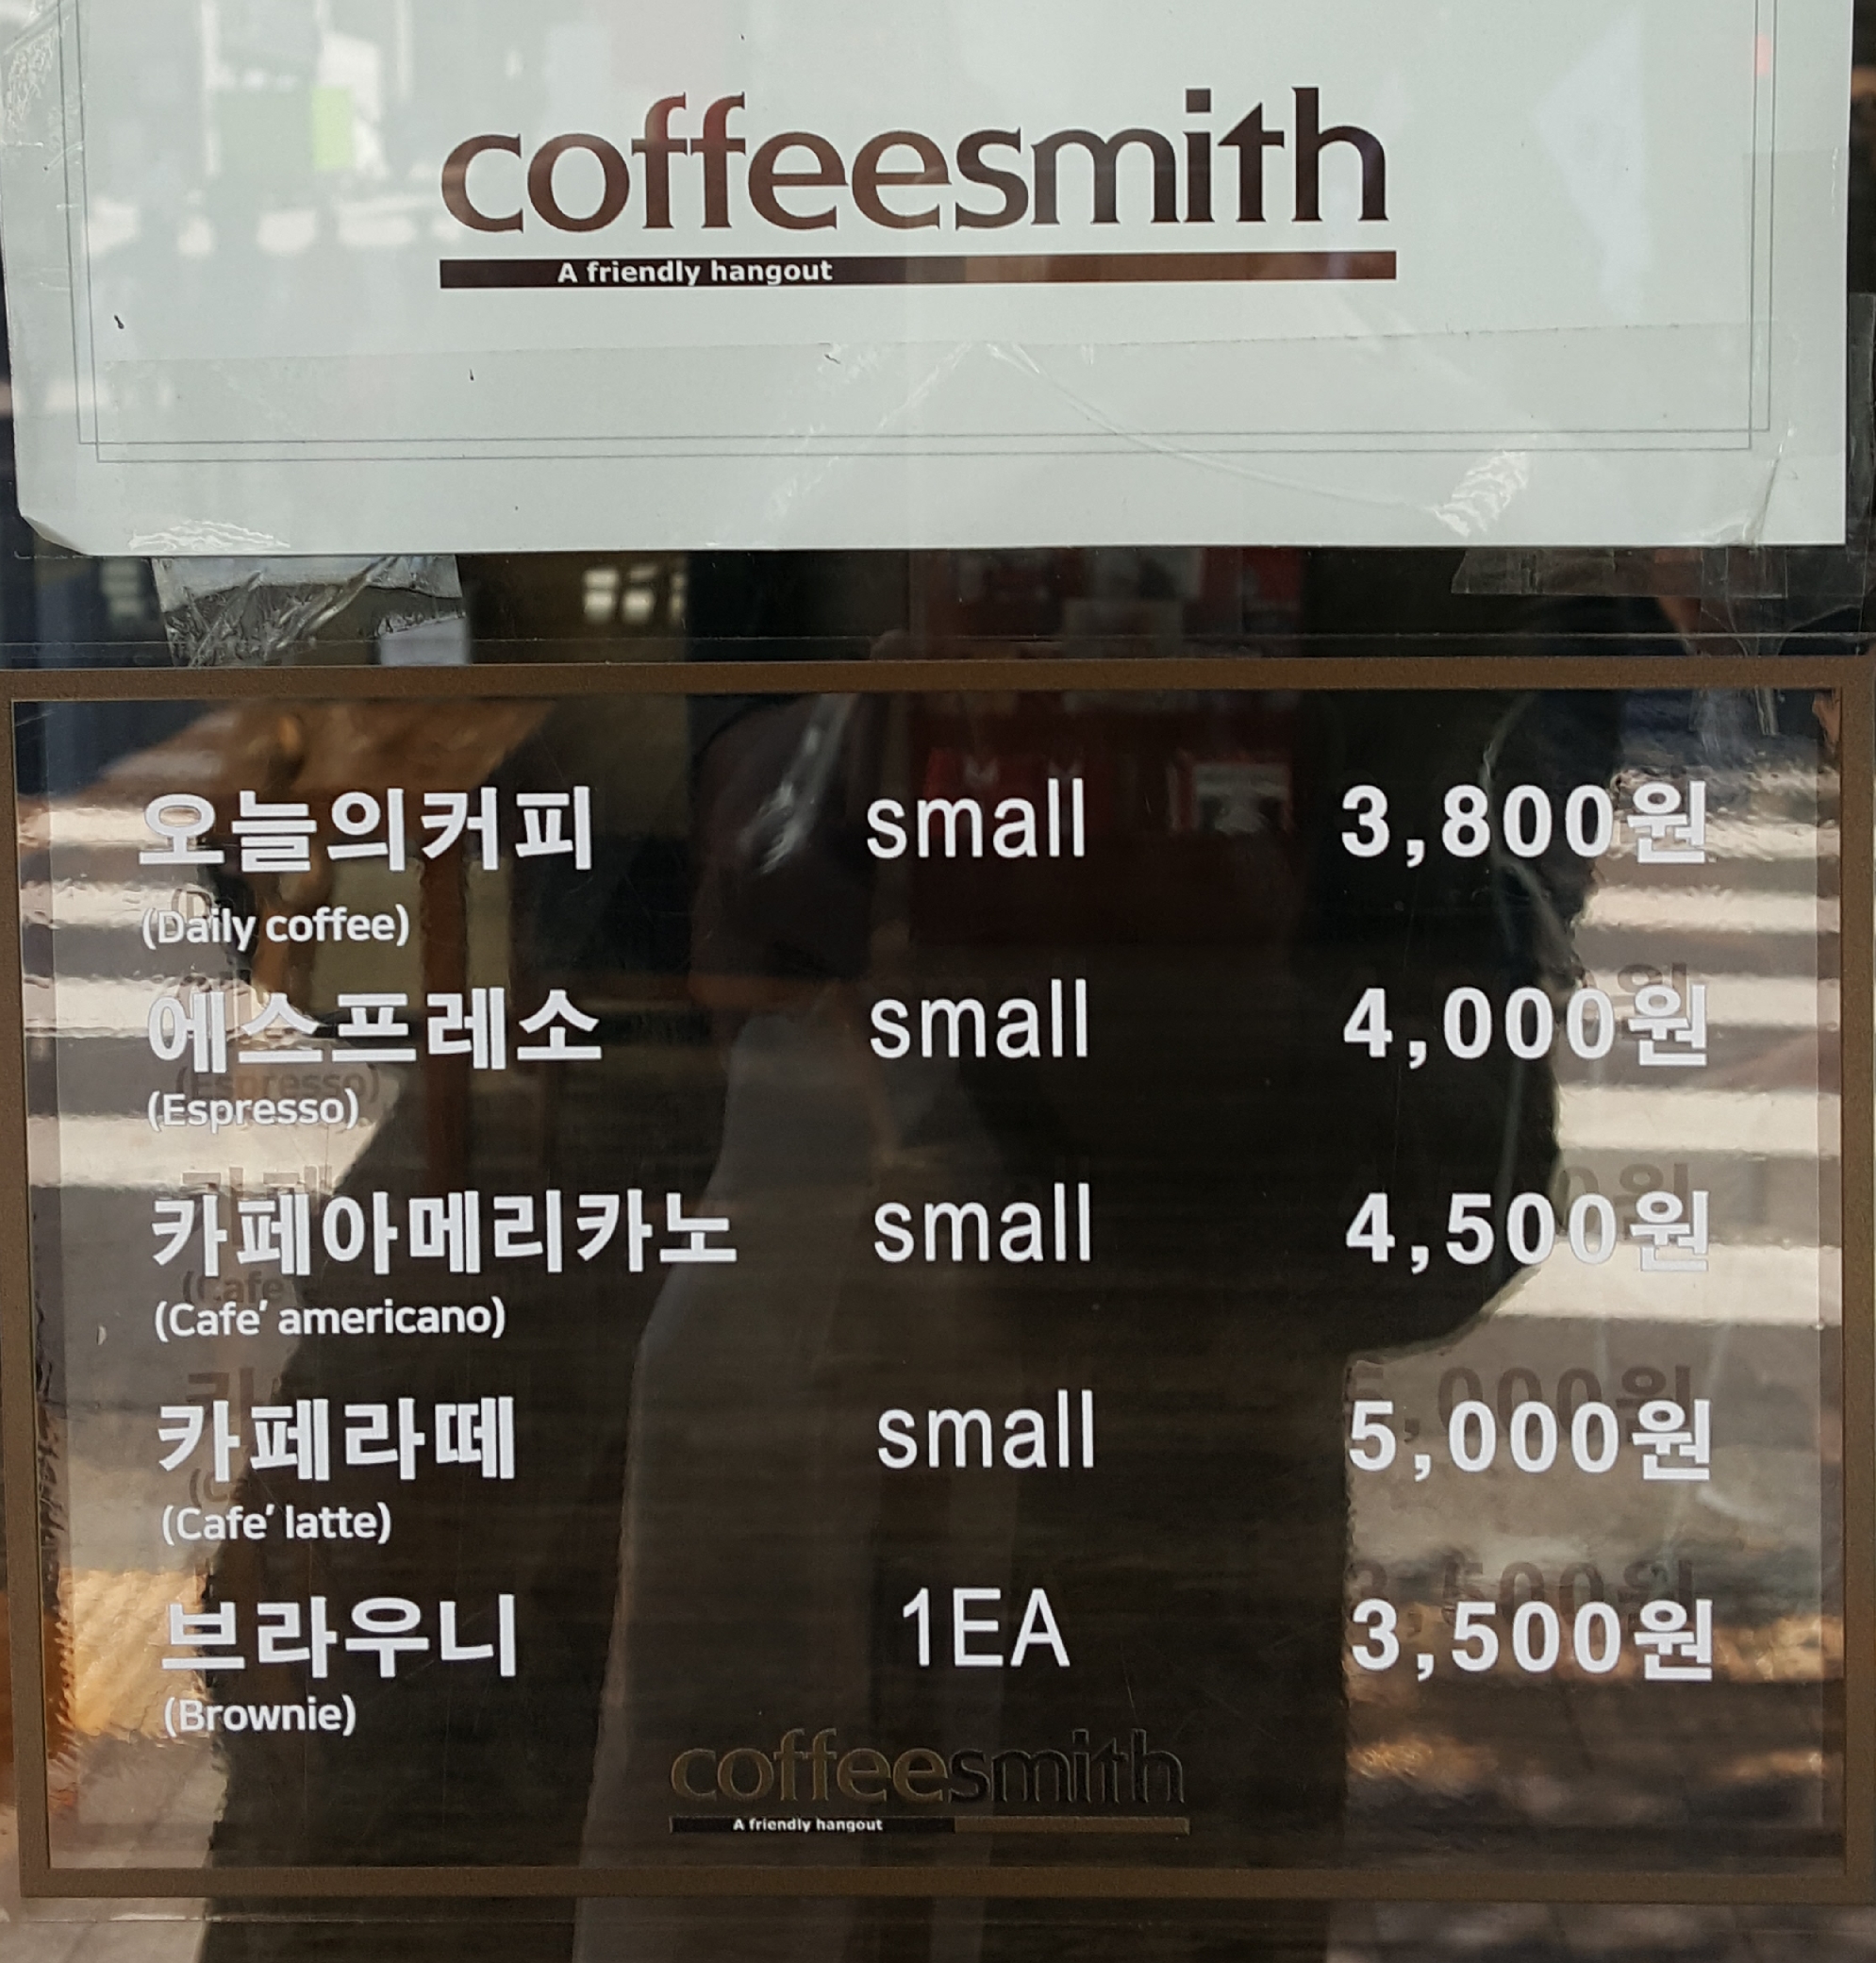 coffeesmith
A friendly hangout
오늘의커피 small 3,800원
(Daily coffee)
에스프레소 small 4,000원
(Espresso)
카페아메리카노 small 4,500원
(Cafe' americano)
카페라떼 small 5,000원
(Cafe' latte)
브라우니 1EA 3,500원
(Brownie)
coffeesmith
A friendly hangout